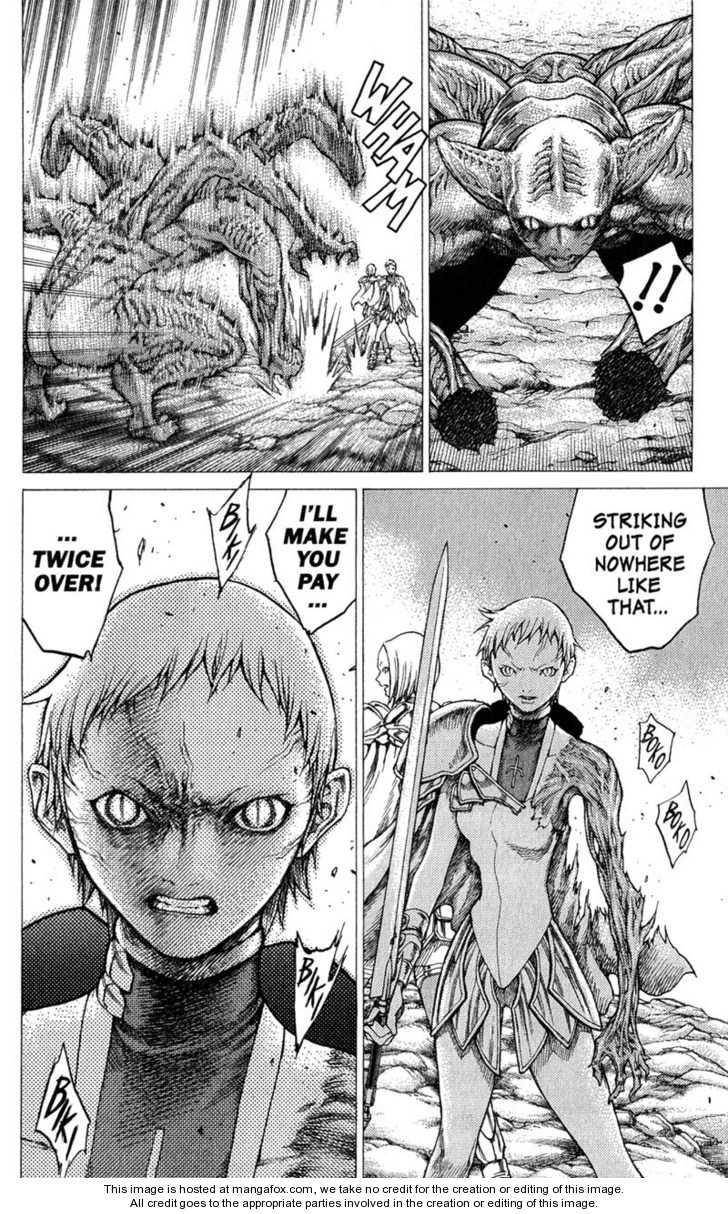 !!
WHAM
STRIKING
OUT OF
NOWHERE
LIKE
THAT...
BOKO
BOKO
I'LL
MAKE
YOU
PAY
...
BIKI
...
TWICE
OVER!
BIKI
BIKI
This image is hosted at mangafox.com, we take no credit for the creation or editing of this image.
All credit goes to the appropriate parties involved in the creation or editing of this image.